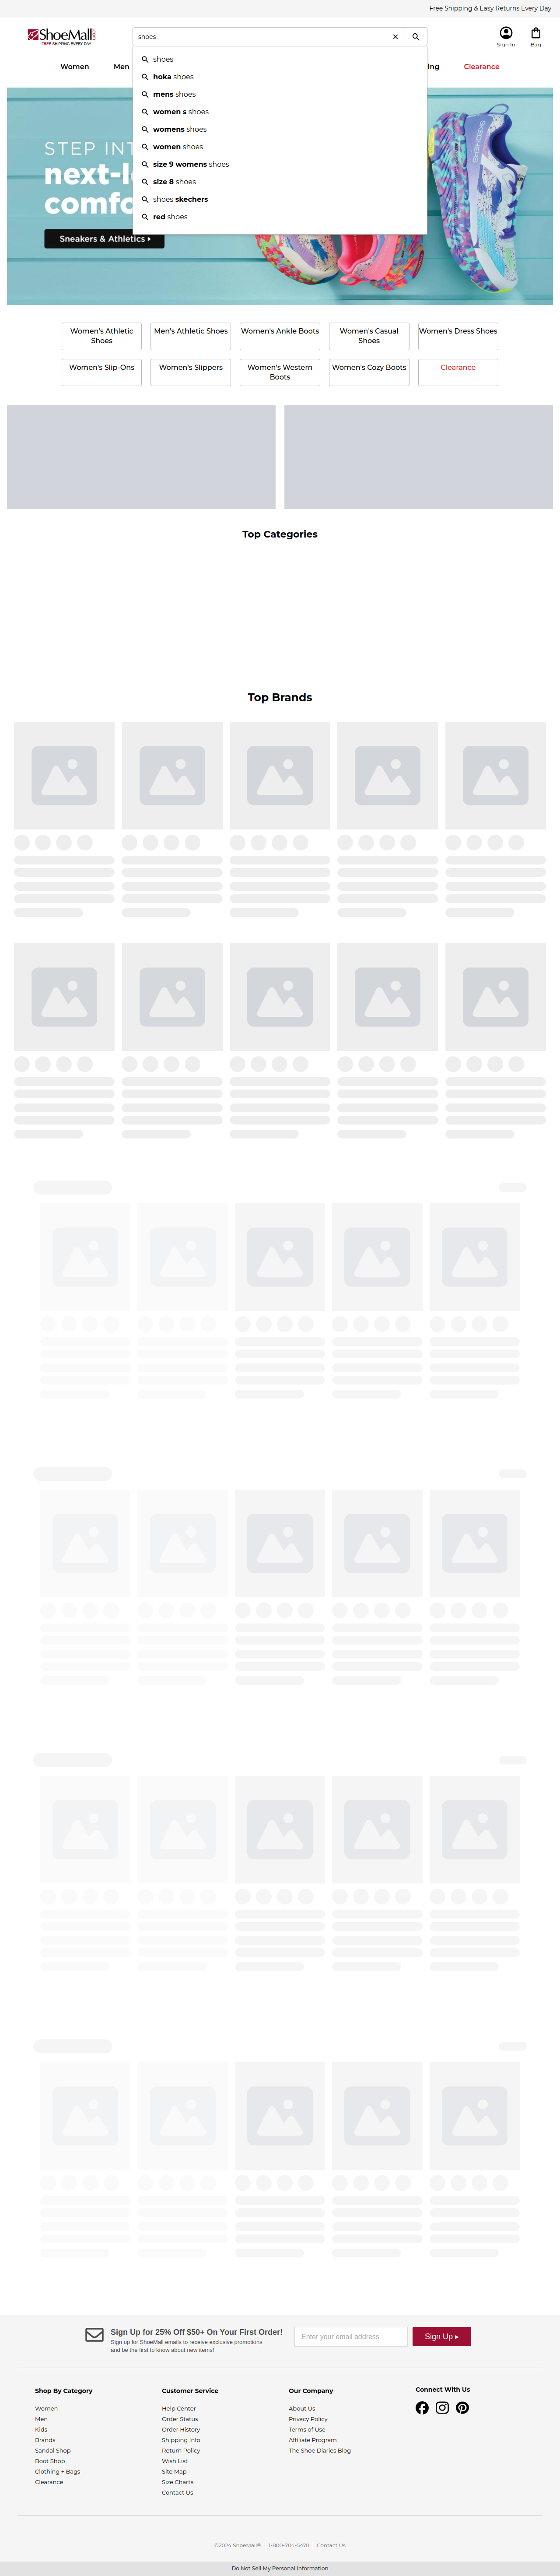 Free Shipping & Easy Returns Every Day
ShoeMall
FREE SHIPPING EVERY DAY
shoes
Sign In
Bag
Women
Men
Clearance
shoes
hoka shoes
mens shoes
women s shoes
womens shoes
women shoes
size 9 womens shoes
size 8 shoes
shoes skechers
red shoes
STEP INT
next-l
comfo
Sneakers & Athletics
SKECHERS
Women's Athletic
Shoes
Men's Athletic Shoes
Women's Ankle Boots
Women's Casual
Shoes
Women's Dress Shoes
Women's Slip-Ons
Women's Slippers
Women's Western
Boots
Women's Cozy Boots
Clearance
Top Categories
Top Brands
Sign Up for 25% Off $50+ On Your First Order!
Sign up for ShoeMall emails to receive exclusive promotions
and be the first to know about new items!
Enter your email address
Sign Up ▸
Shop By Category
Women
Men
Kids
Brands
Sandal Shop
Boot Shop
Clothing + Bags
Clearance
Customer Service
Help Center
Order Status
Order History
Shipping Info
Return Policy
Wish List
Site Map
Size Charts
Contact Us
Our Company
About Us
Privacy Policy
Terms of Use
Affiliate Program
The Shoe Diaries Blog
Connect With Us
©2024 ShoeMall® | 1-800-704-5478 | Contact Us
Do Not Sell My Personal Information